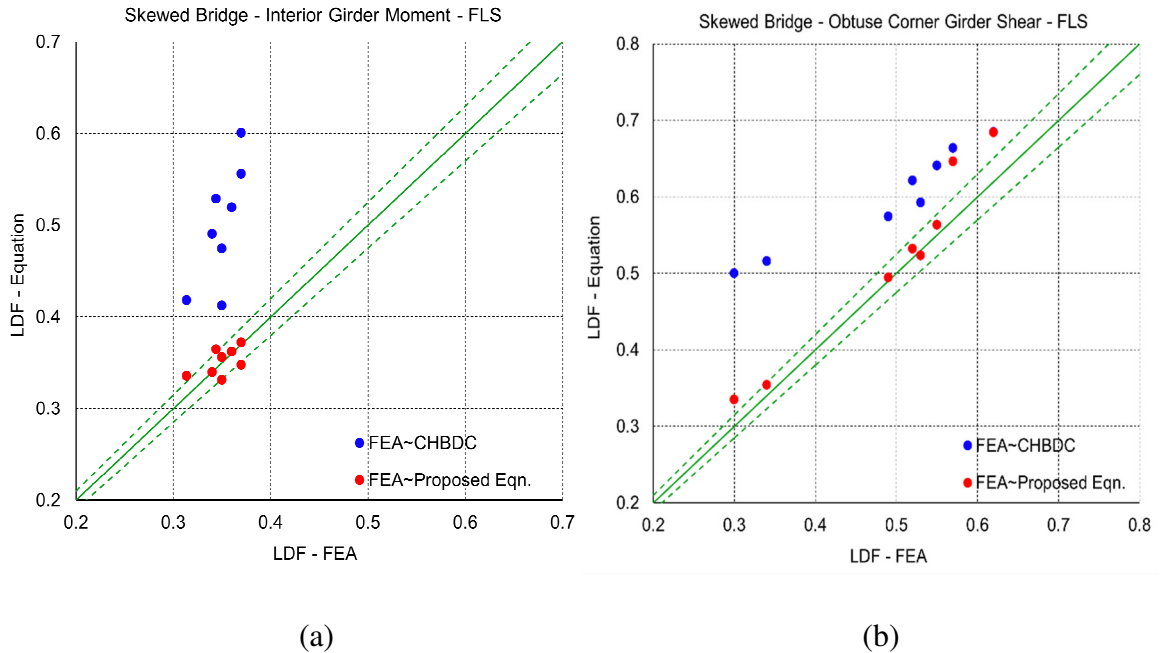 Skewed Bridge - Interior Girder Moment - FLS
0.7
0.6
0.5
0.4
0.3
0.2
LDF - Equation
FEA~CHBDC
FEA~Proposed Eqn.
0.2 0.3 0.4 0.5 0.6 0.7
LDF - FEA
(a)
Skewed Bridge - Obtuse Corner Girder Shear - FLS
0.8
0.7
0.6
0.5
0.4
0.3
0.2
LDF - Equation
FEA~CHBDC
FEA~Proposed Eqn.
0.2 0.3 0.4 0.5 0.6 0.7 0.8
LDF - FEA
(b)